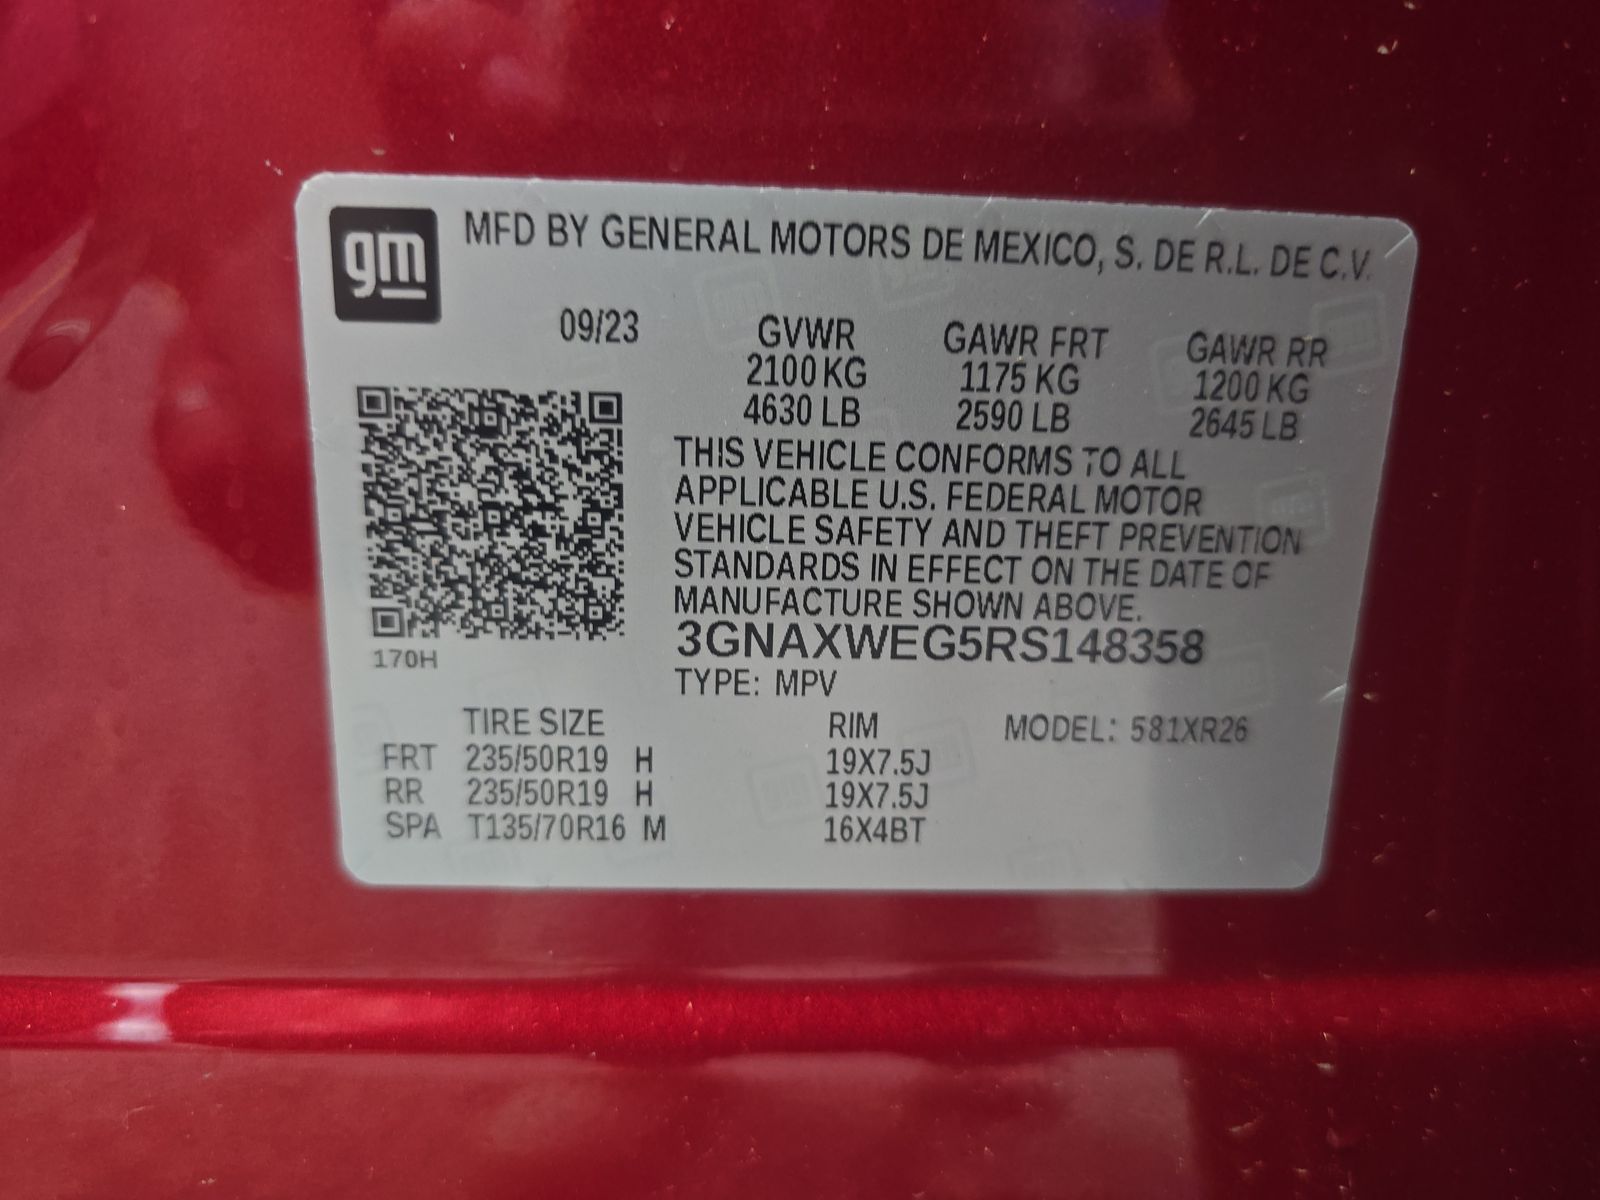 gm
MFD BY GENERAL MOTORS DE MEXICO, S. DE R.L. DE C.V.
09/23 GVWR GAWR FRT GAWR RR
2100 KG 1175 KG 1200 KG
4630 LB 2590 LB 2645 LB
THIS VEHICLE CONFORMS TO ALL
APPLICABLE U.S. FEDERAL MOTOR
VEHICLE SAFETY AND THEFT PREVENTION
STANDARDS IN EFFECT ON THE DATE OF
MANUFACTURE SHOWN ABOVE.
3GNAXWEG5RS148358
170H
TYPE: MPV
TIRE SIZE RIM MODEL: 581XR26
FRT 235/50R19 H 19X7.5J
RR 235/50R19 H 19X7.5J
SPA T135/70R16 M 16X4BT